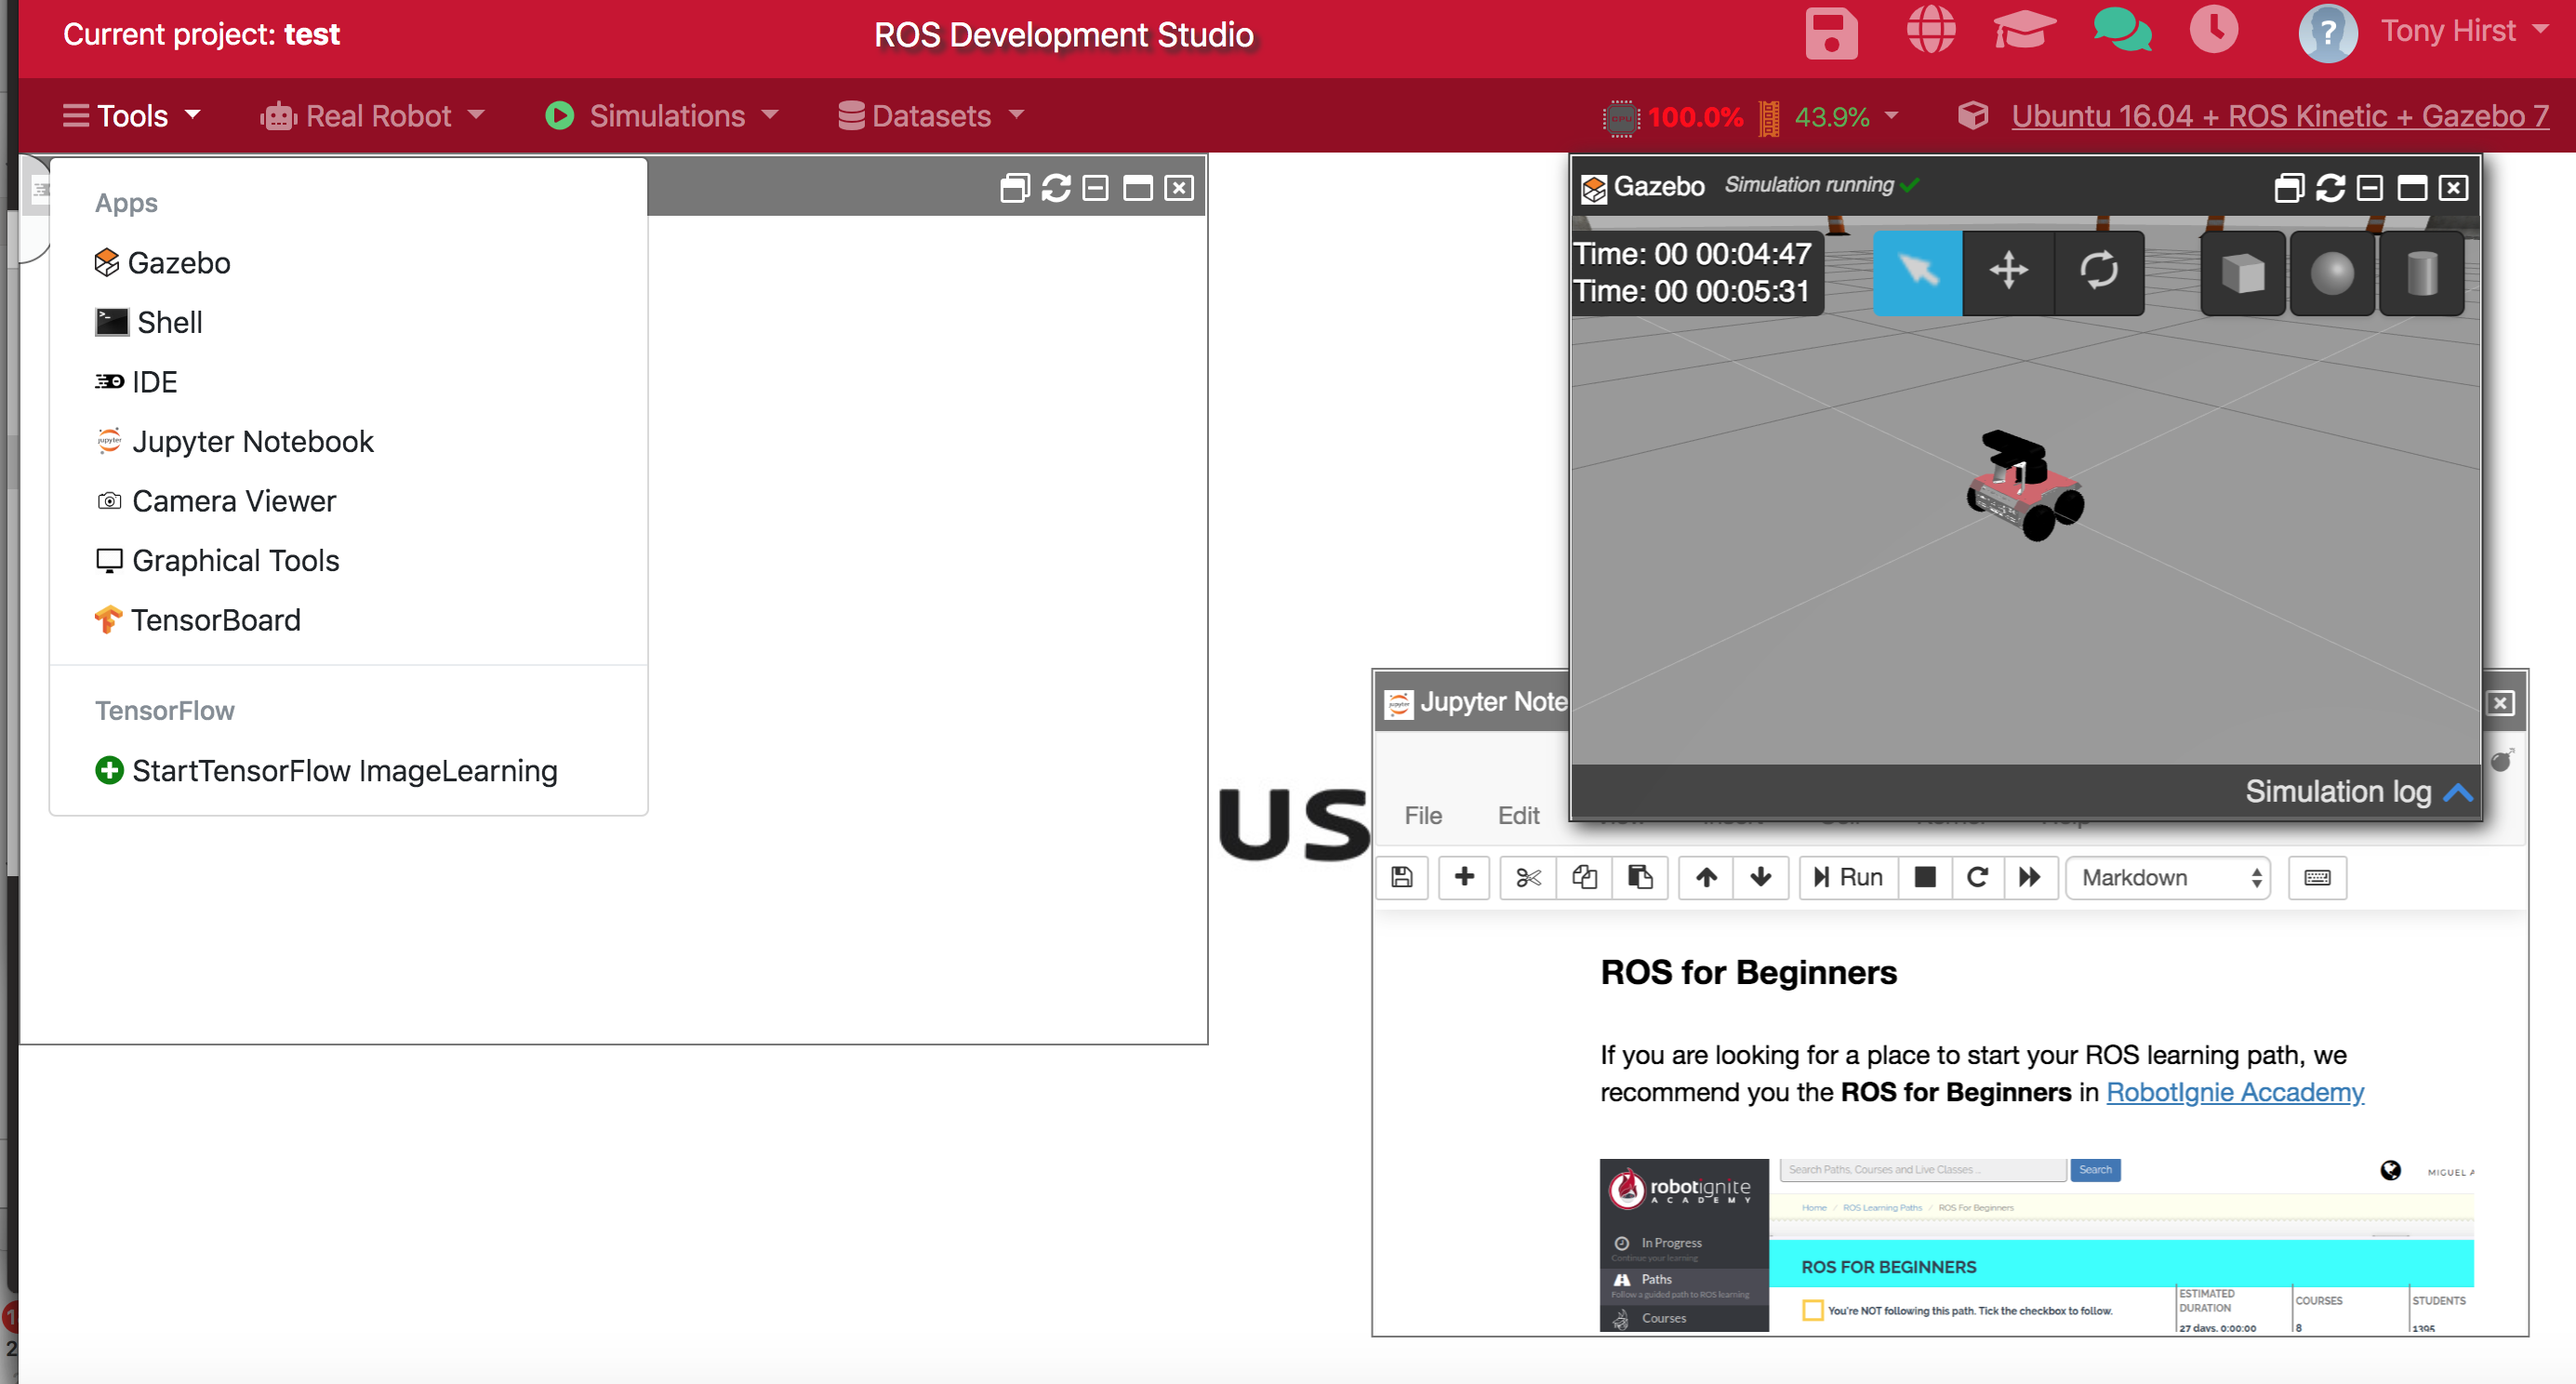 Current project: test
ROS Development Studio
?
Tony Hirst
Tools
Real Robot
Simulations
Datasets
CPU
100.0%
43.9%
Ubuntu 16.04 + ROS Kinetic + Gazebo 7
Apps
Gazebo
Shell
IDE
Jupyter Notebook
Camera Viewer
Graphical Tools
TensorBoard
TensorFlow
StartTensorFlow ImageLearning
US
Gazebo Simulation running
Time: 00 00:04:47
Time: 00 00:05:31
Simulation log
jupyter
Jupyter Note
File
Edit
Run
Markdown
ROS for Beginners
If you are looking for a place to start your ROS learning path, we
recommend you the ROS for Beginners in RobotIgnie Accademy
robotignite
ACADEMY
Search Paths, Courses and Live Classes ...
Search
MIGUEL A
Home / ROS Learning Paths / ROS For Beginners
In Progress
Continue your learning
Paths
Follow a guided path to ROS learning
Courses
ROS FOR BEGINNERS
You're NOT following this path. Tick the checkbox to follow.
ESTIMATED
DURATION
27 days, 0:00:00
COURSES
8
STUDENTS
1395